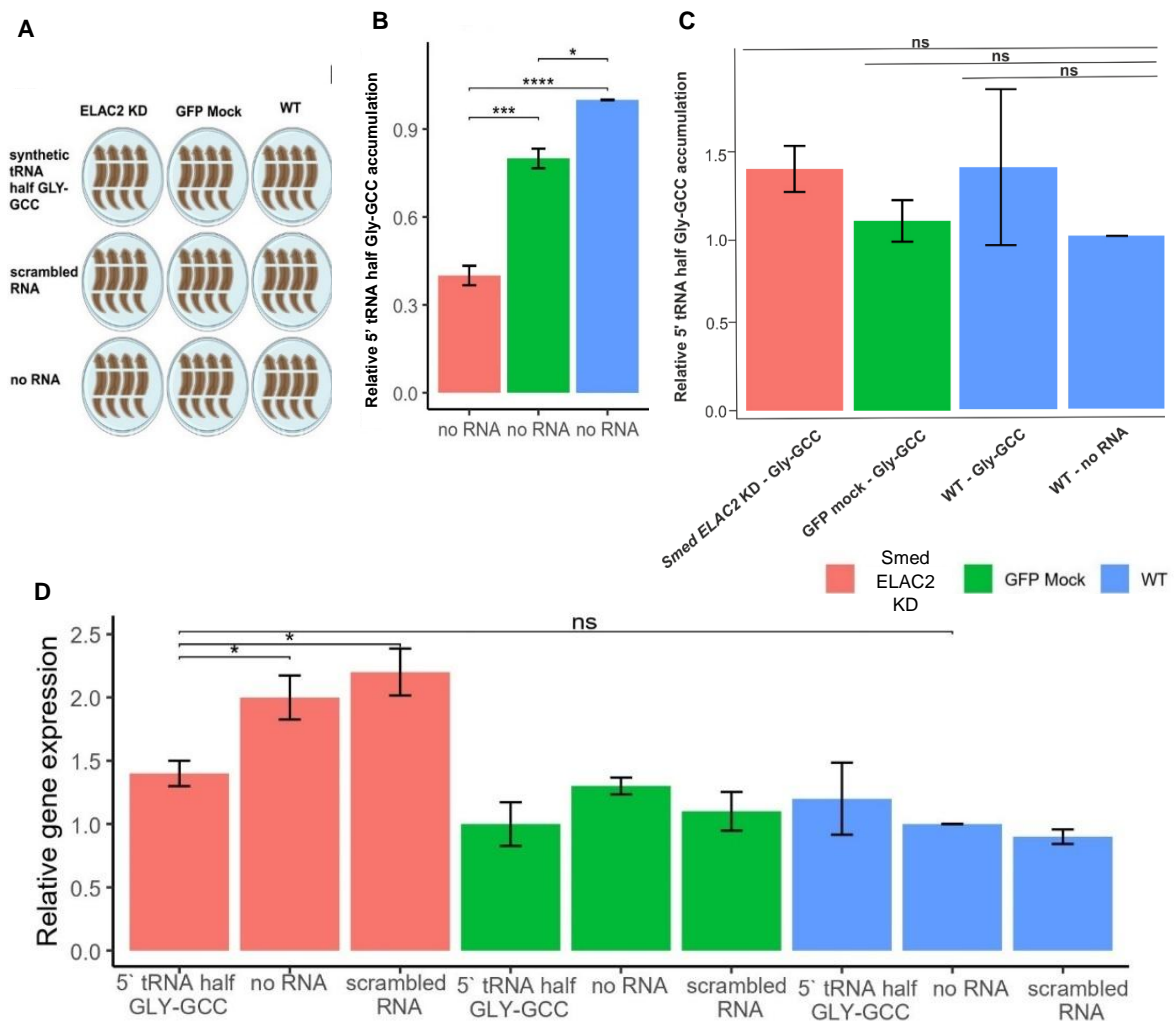 A
ELAC2 KD GFP Mock WT
synthetic
tRNA
half GLY-
GCC
scrambled
RNA
no RNA
B
Relative 5' tRNA half Gly-GCC accumulation
0.9
0.6
0.3
0.0
*
****
***
no RNA no RNA no RNA
C
Relative 5' tRNA half Gly-GCC accumulation
1.5
1.0
0.5
0.0
ns
ns
ns
Smed ELAC2 KD - Gly-GCC
GFP mock - Gly-GCC
WT - Gly-GCC
WT - no RNA
Smed
ELAC2
KD
GFP Mock
WT
D
Relative gene expression
2.5
2.0
1.5
1.0
0.5
0.0
ns
*
*
5` tRNA half
GLY-GCC
no RNA
scrambled
RNA
5` tRNA half
GLY-GCC
no RNA
scrambled
RNA
5` tRNA half
GLY-GCC
no RNA
scrambled
RNA